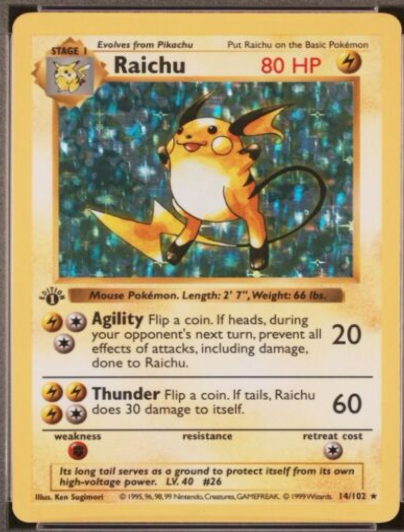 STAGE 1 Evolves from Pikachu Put Raichu on the Basic Pokémon
Raichu 80 HP
EDITION 1
Mouse Pokémon. Length: 2' 7", Weight: 66 lbs.
Agility Flip a coin. If heads, during
your opponent's next turn, prevent all
effects of attacks, including damage,
done to Raichu.
20
Thunder Flip a coin. If tails, Raichu
does 30 damage to itself.
60
weakness resistance retreat cost
Its long tail serves as a ground to protect itself from its own
high-voltage power. LV. 40 #26
Illus. Ken Sugimori © 1995, 96, 98, 99 Nintendo, Creatures, GAMEFREAK. © 1999 Wizards. 14/102